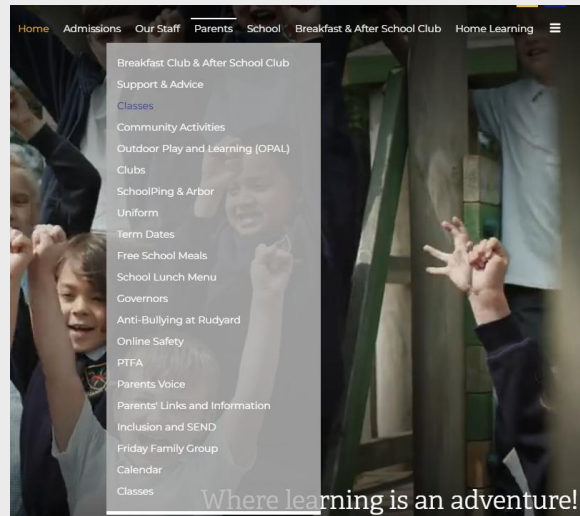 Home Admissions Our Staff Parents School Breakfast & After School Club Home Learning
Breakfast Club & After School Club
Support & Advice
Classes
Community Activities
Outdoor Play and Learning (OPAL)
Clubs
SchoolPing & Arbor
Uniform
Term Dates
Free School Meals
School Lunch Menu
Governors
Anti-Bullying at Rudyard
Online Safety
PTFA
Parents Voice
Parents' Links and Information
Inclusion and SEND
Friday Family Group
Calendar
Classes
Where learning is an adventure!